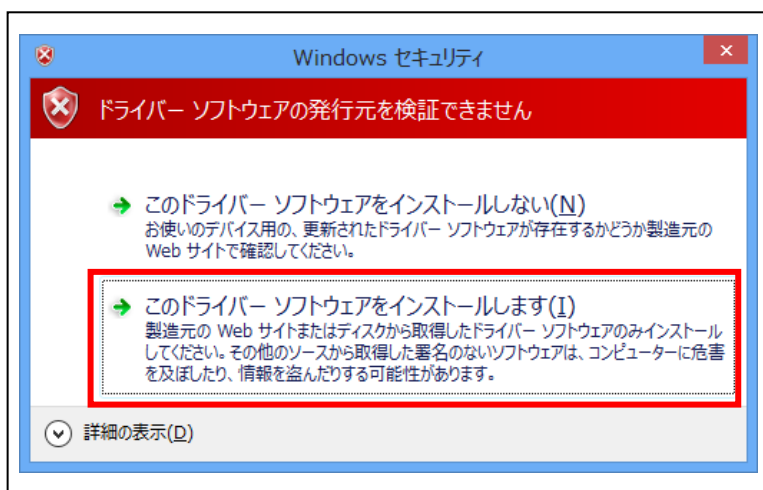 Windows セキュリティ
ドライバー ソフトウェアの発行元を検証できません
このドライバー ソフトウェアをインストールしない(N)
お使いのデバイス用の、更新されたドライバー ソフトウェアが存在するかどうか製造元の
Web サイトで確認してください。
このドライバー ソフトウェアをインストールします(I)
製造元の Web サイトまたはディスクから取得したドライバー ソフトウェアのみインストール
してください。その他のソースから取得した署名のないソフトウェアは、コンピューターに危害
を及ぼしたり、情報を盗んだりする可能性があります。
詳細の表示(D)